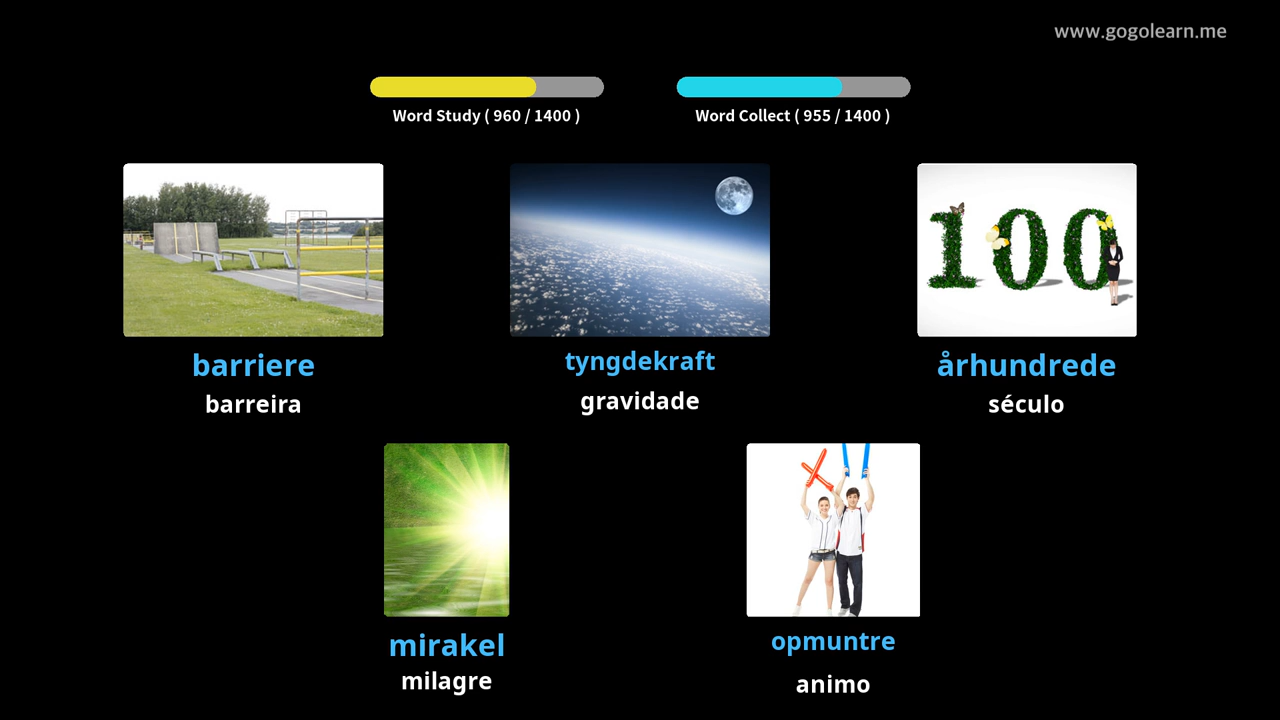 www.gogolearn.me
Word Study ( 960 / 1400 )
Word Collect ( 955 / 1400 )
barriere
barreira
tyngdekraft
gravidade
århundrede
século
mirakel
milagre
opmuntre
animo